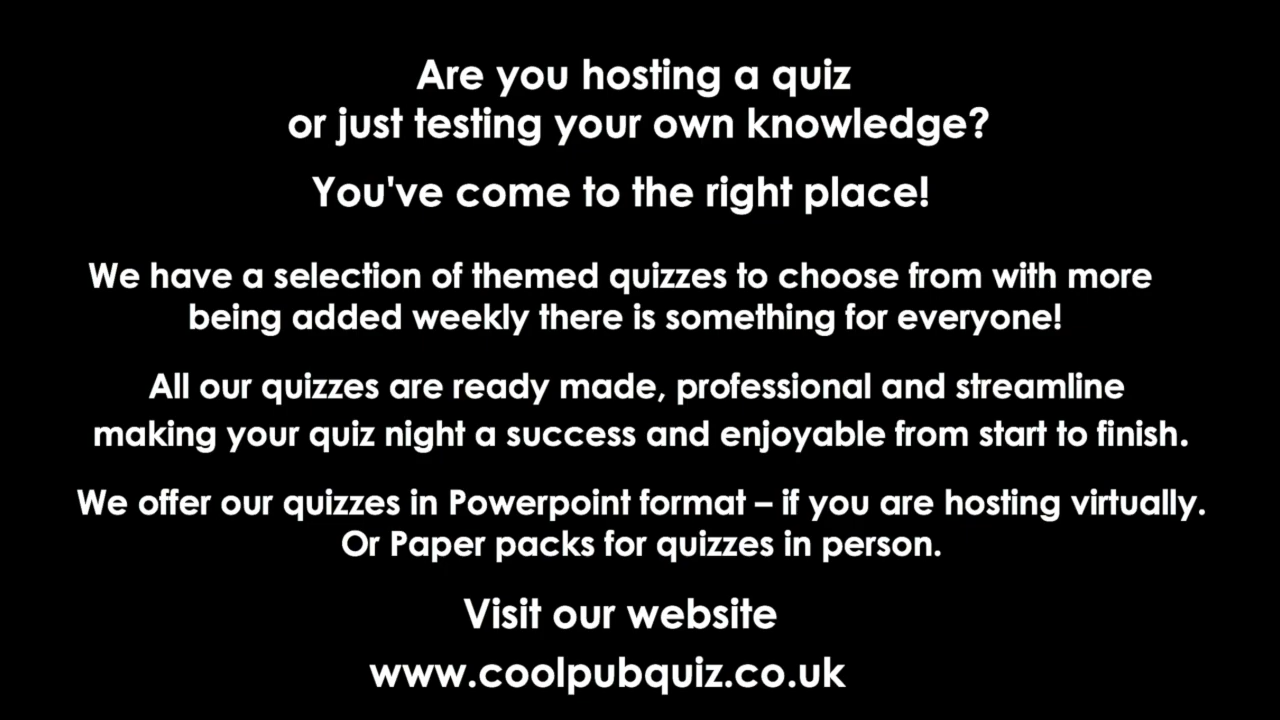 Are you hosting a quiz
or just testing your own knowledge?
You've come to the right place!
We have a selection of themed quizzes to choose from with more
being added weekly there is something for everyone!
All our quizzes are ready made, professional and streamline
making your quiz night a success and enjoyable from start to finish.
We offer our quizzes in Powerpoint format – if you are hosting virtually.
Or Paper packs for quizzes in person.
Visit our website
www.coolpubquiz.co.uk